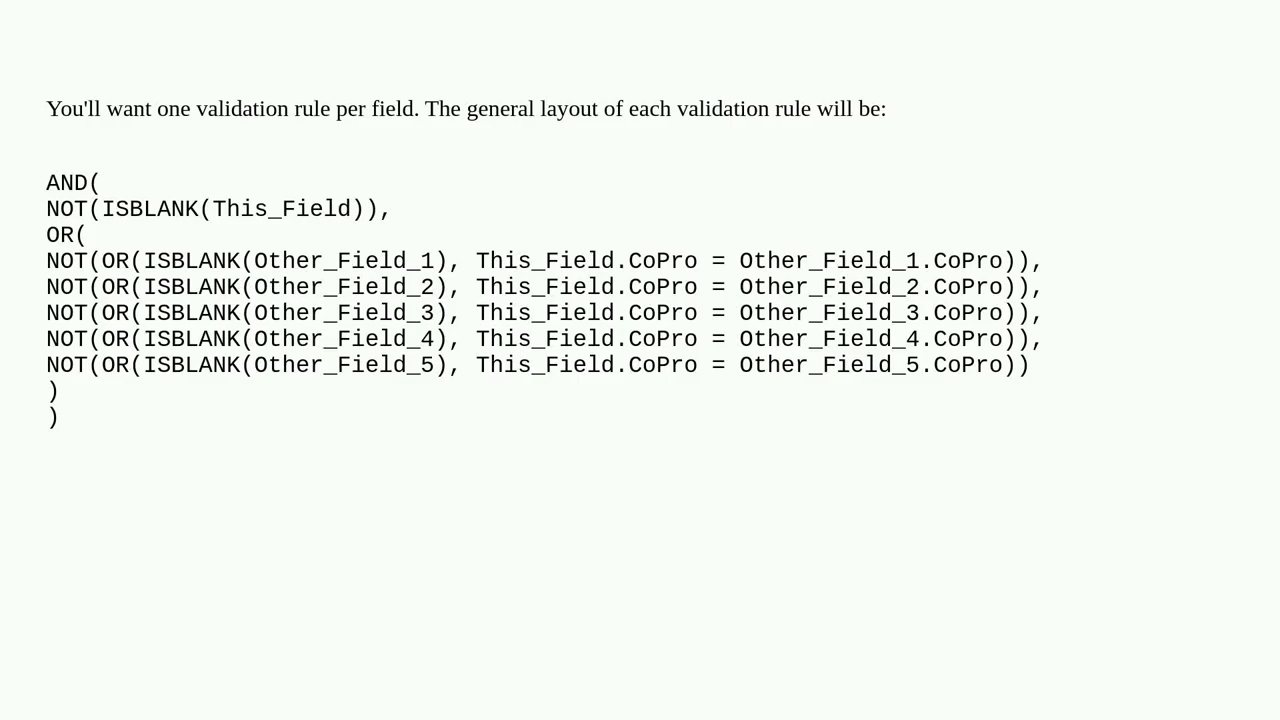 You'll want one validation rule per field. The general layout of each validation rule will be:
AND(
NOT(ISBLANK(This_Field)),
OR(
NOT(OR(ISBLANK(Other_Field_1), This_Field.CoPro = Other_Field_1.CoPro)),
NOT(OR(ISBLANK(Other_Field_2), This_Field.CoPro = Other_Field_2.CoPro)),
NOT(OR(ISBLANK(Other_Field_3), This_Field.CoPro = Other_Field_3.CoPro)),
NOT(OR(ISBLANK(Other_Field_4), This_Field.CoPro = Other_Field_4.CoPro)),
NOT(OR(ISBLANK(Other_Field_5), This_Field.CoPro = Other_Field_5.CoPro))
)
)